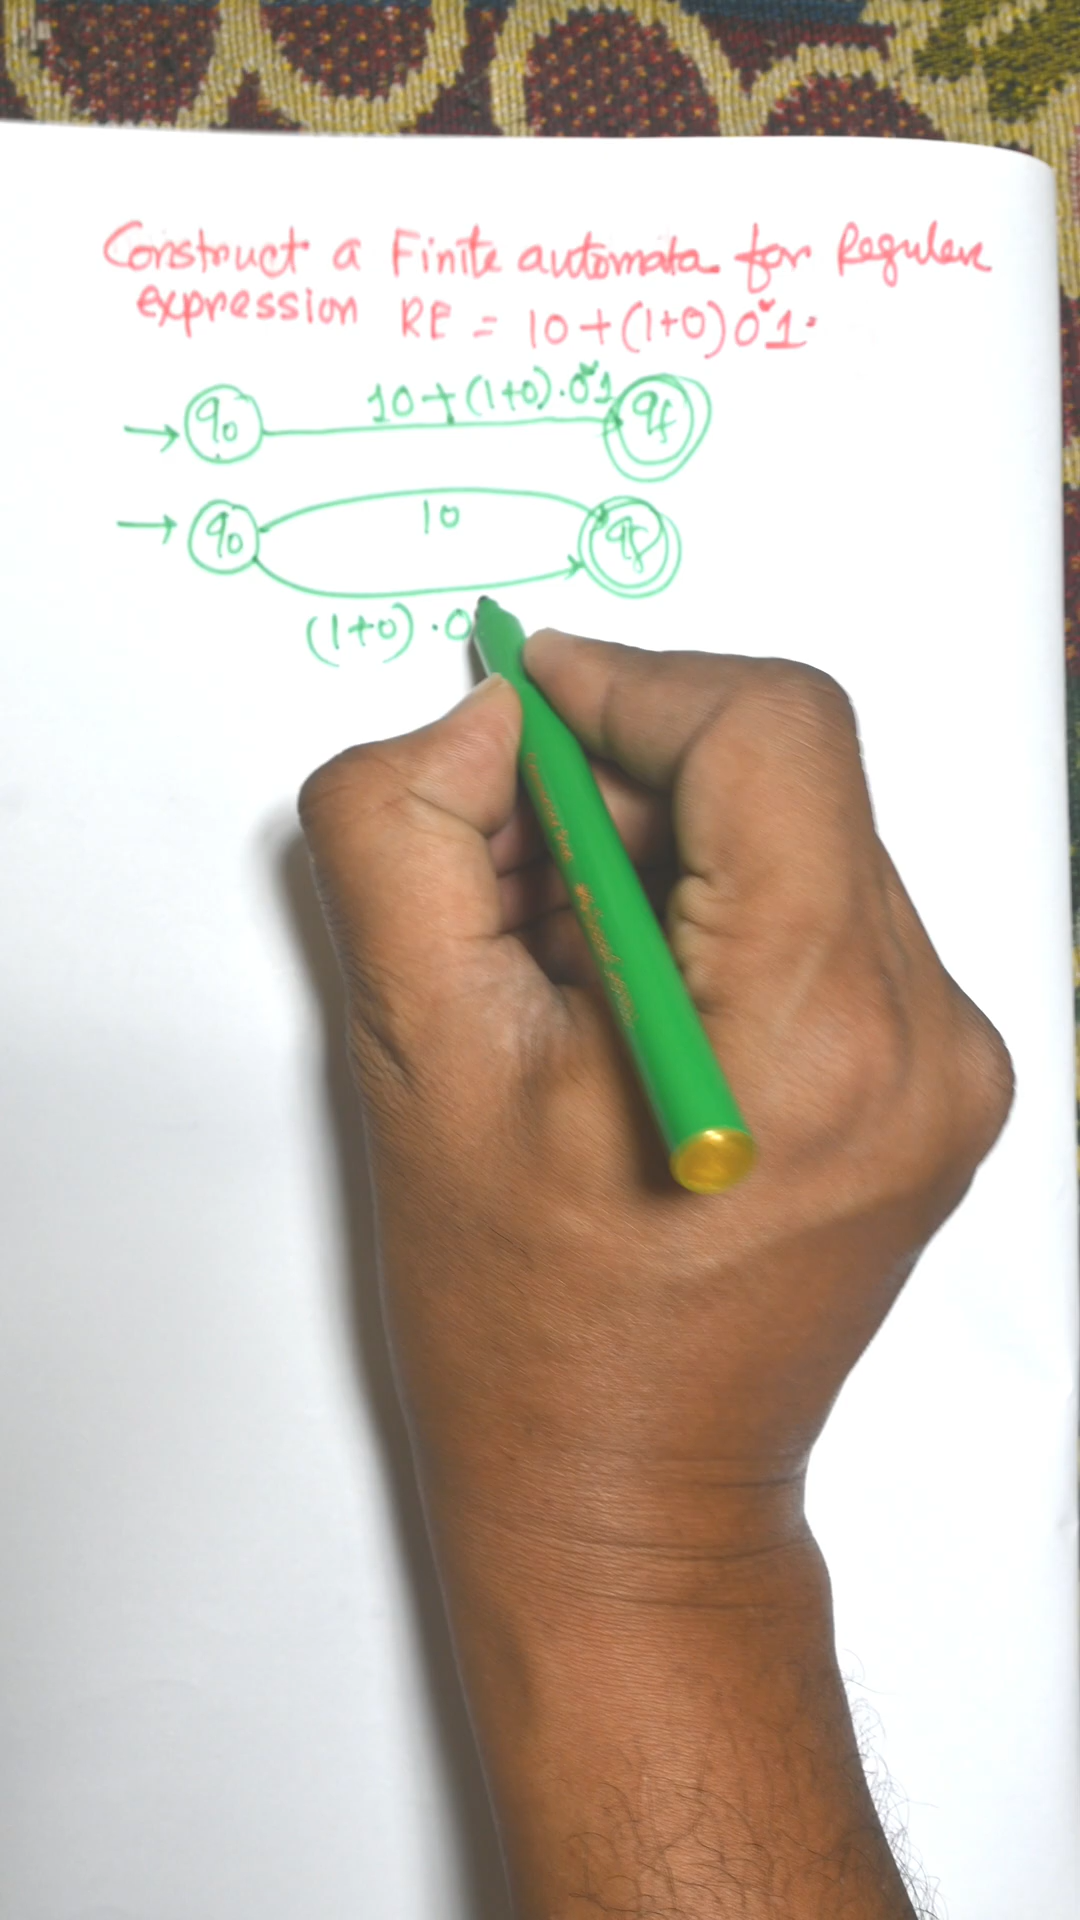 Construct a Finite automata for Regular
expression RE = 10+(1+0)0*1.
10+(1+0).0*1
q0 qf
10
q0 qf
(1+0).0